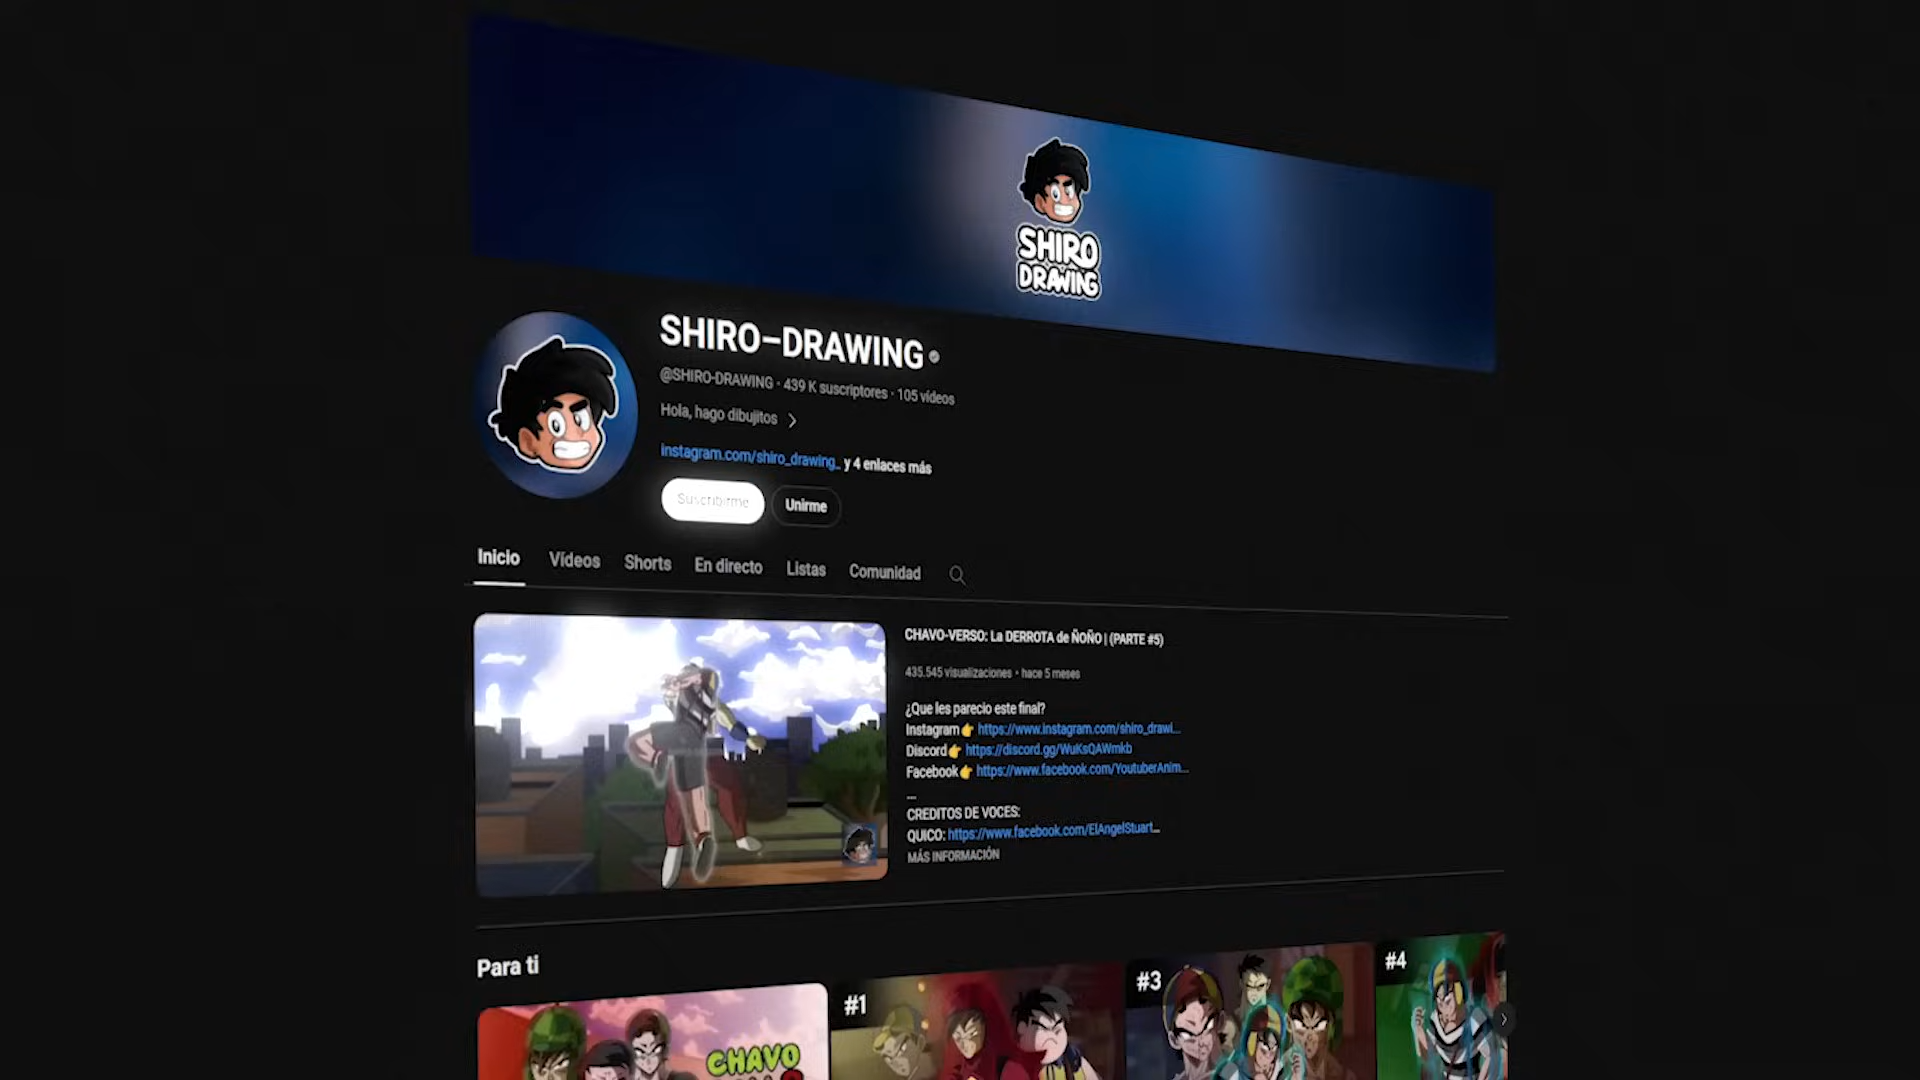 SHIRO
DRAWING
SHIRO-DRAWING
@SHIRO-DRAWING · 439 K suscriptores · 105 vídeos
Hola, hago dibujitos
instagram.com/shiro_drawing_ y 4 enlaces más
Suscribirme
Unirme
Inicio Vídeos Shorts En directo Listas Comunidad
CHAVO-VERSO: La DERROTA de ÑOÑO | (PARTE #5)
435.545 visualizaciones · hace 5 meses
¿Que les parecio este final?
Instagram👉 https://www.instagram.com/shiro_drawi...
Discord👉 https://discord.gg/WuKsQAWmkb
Facebook👉 https://www.facebook.com/YoutuberAnim...
...
CREDITOS DE VOCES:
QUICO: https://www.facebook.com/ElAngelStuart...
MÁS INFORMACIÓN
Para ti
CHAVO
#1
#3
#4